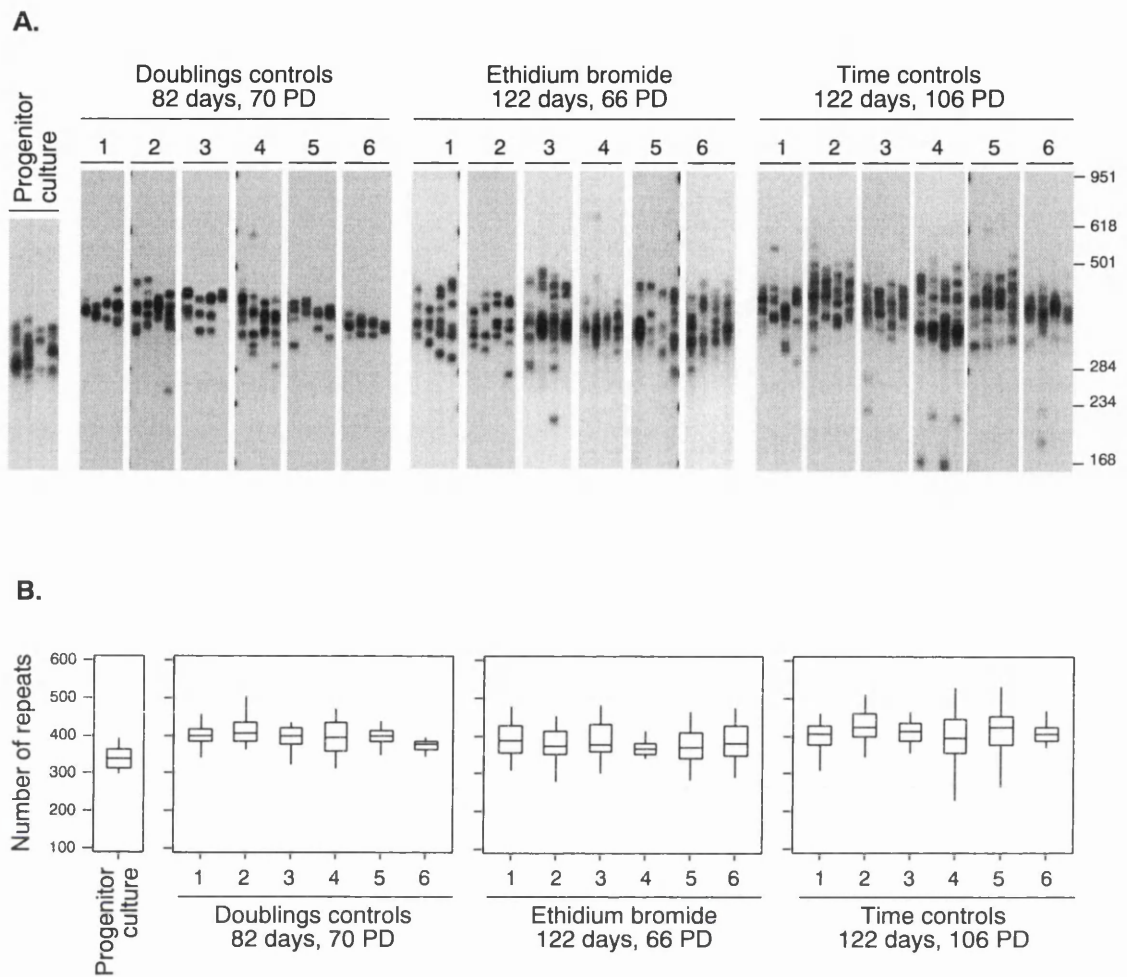 A.
Doublings controls
82 days, 70 PD
Ethidium bromide
122 days, 66 PD
Time controls
122 days, 106 PD
Progenitor
culture
1 2 3 4 5 6
1 2 3 4 5 6
1 2 3 4 5 6
951
618
501
284
234
168
B.
Number of repeats
600
500
400
300
200
100
Progenitor
culture
1 2 3 4 5 6
Doublings controls
82 days, 70 PD
1 2 3 4 5 6
Ethidium bromide
122 days, 66 PD
1 2 3 4 5 6
Time controls
122 days, 106 PD